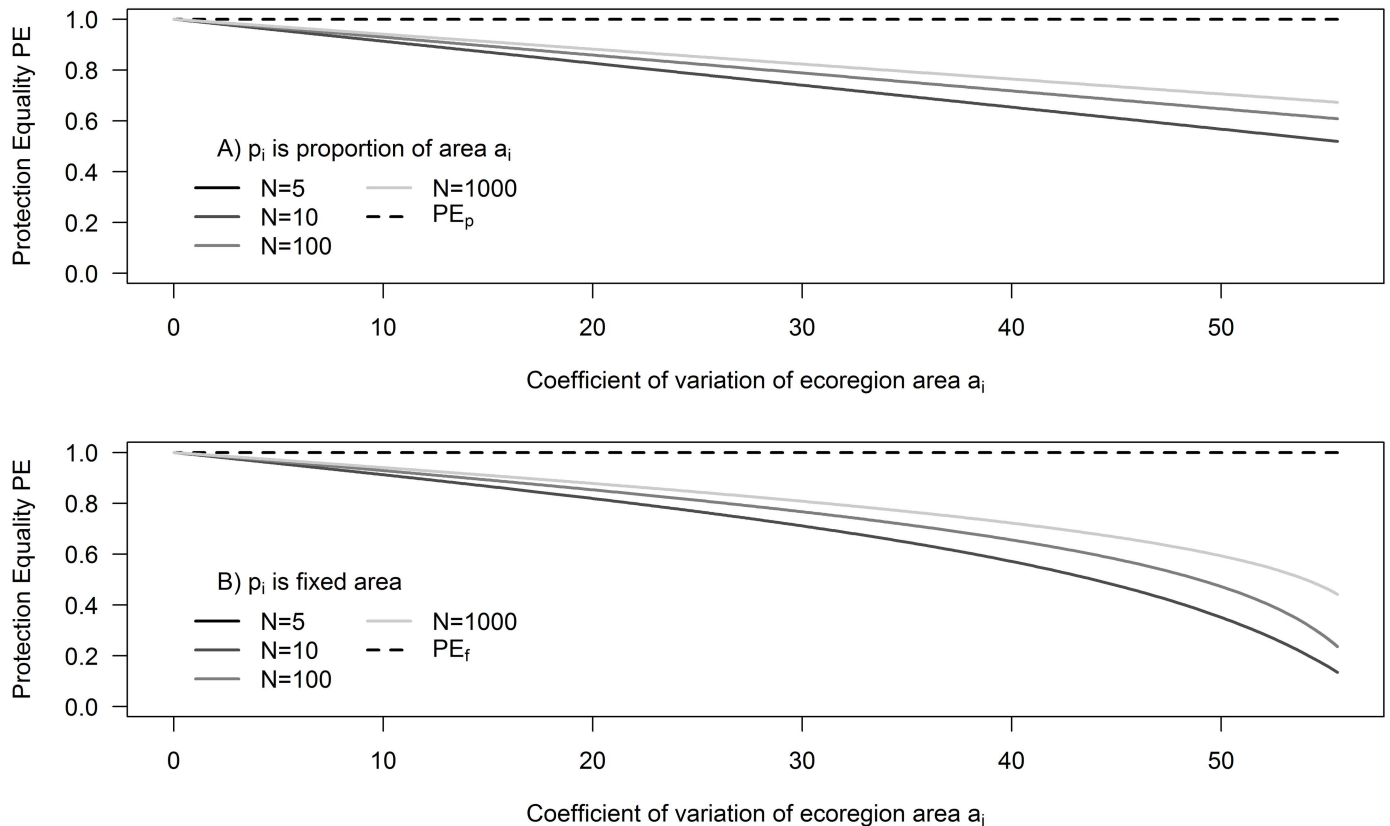 Protection Equality PE
1.0
0.8
0.6
0.4
0.2
0.0
A) pᵢ is proportion of area aᵢ
N=5 N=1000
N=10 PEₚ
N=100
0 10 20 30 40 50
Coefficient of variation of ecoregion area aᵢ
Protection Equality PE
1.0
0.8
0.6
0.4
0.2
0.0
B) pᵢ is fixed area
N=5 N=1000
N=10 PE_f
N=100
0 10 20 30 40 50
Coefficient of variation of ecoregion area aᵢ